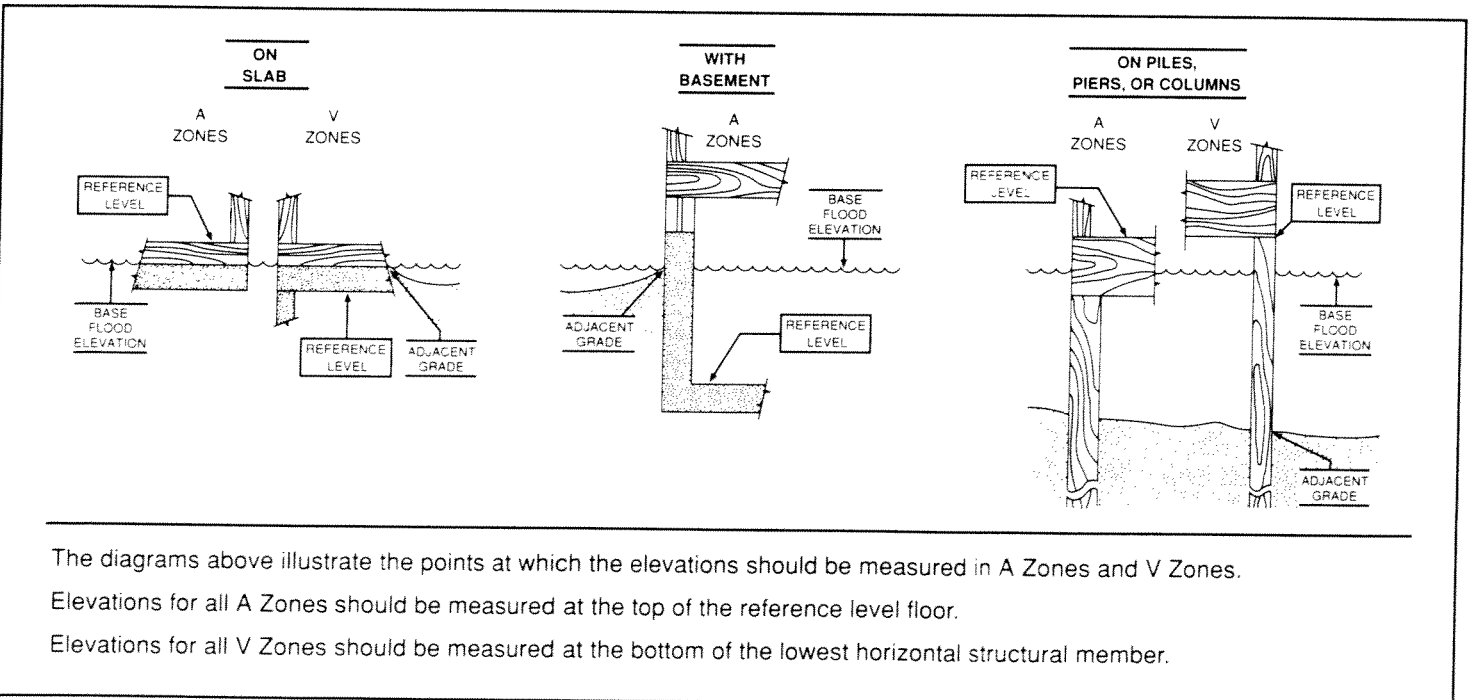 ON
SLAB
A
ZONES
V
ZONES
REFERENCE
LEVEL
BASE
FLOOD
ELEVATION
REFERENCE
LEVEL
ADJACENT
GRADE
WITH
BASEMENT
A
ZONES
BASE
FLOOD
ELEVATION
ADJACENT
GRADE
REFERENCE
LEVEL
ON PILES,
PIERS, OR COLUMNS
A
ZONES
V
ZONES
REFERENCE
LEVEL
REFERENCE
LEVEL
BASE
FLOOD
ELEVATION
ADJACENT
GRADE
The diagrams above illustrate the points at which the elevations should be measured in A Zones and V Zones.
Elevations for all A Zones should be measured at the top of the reference level floor.
Elevations for all V Zones should be measured at the bottom of the lowest horizontal structural member.